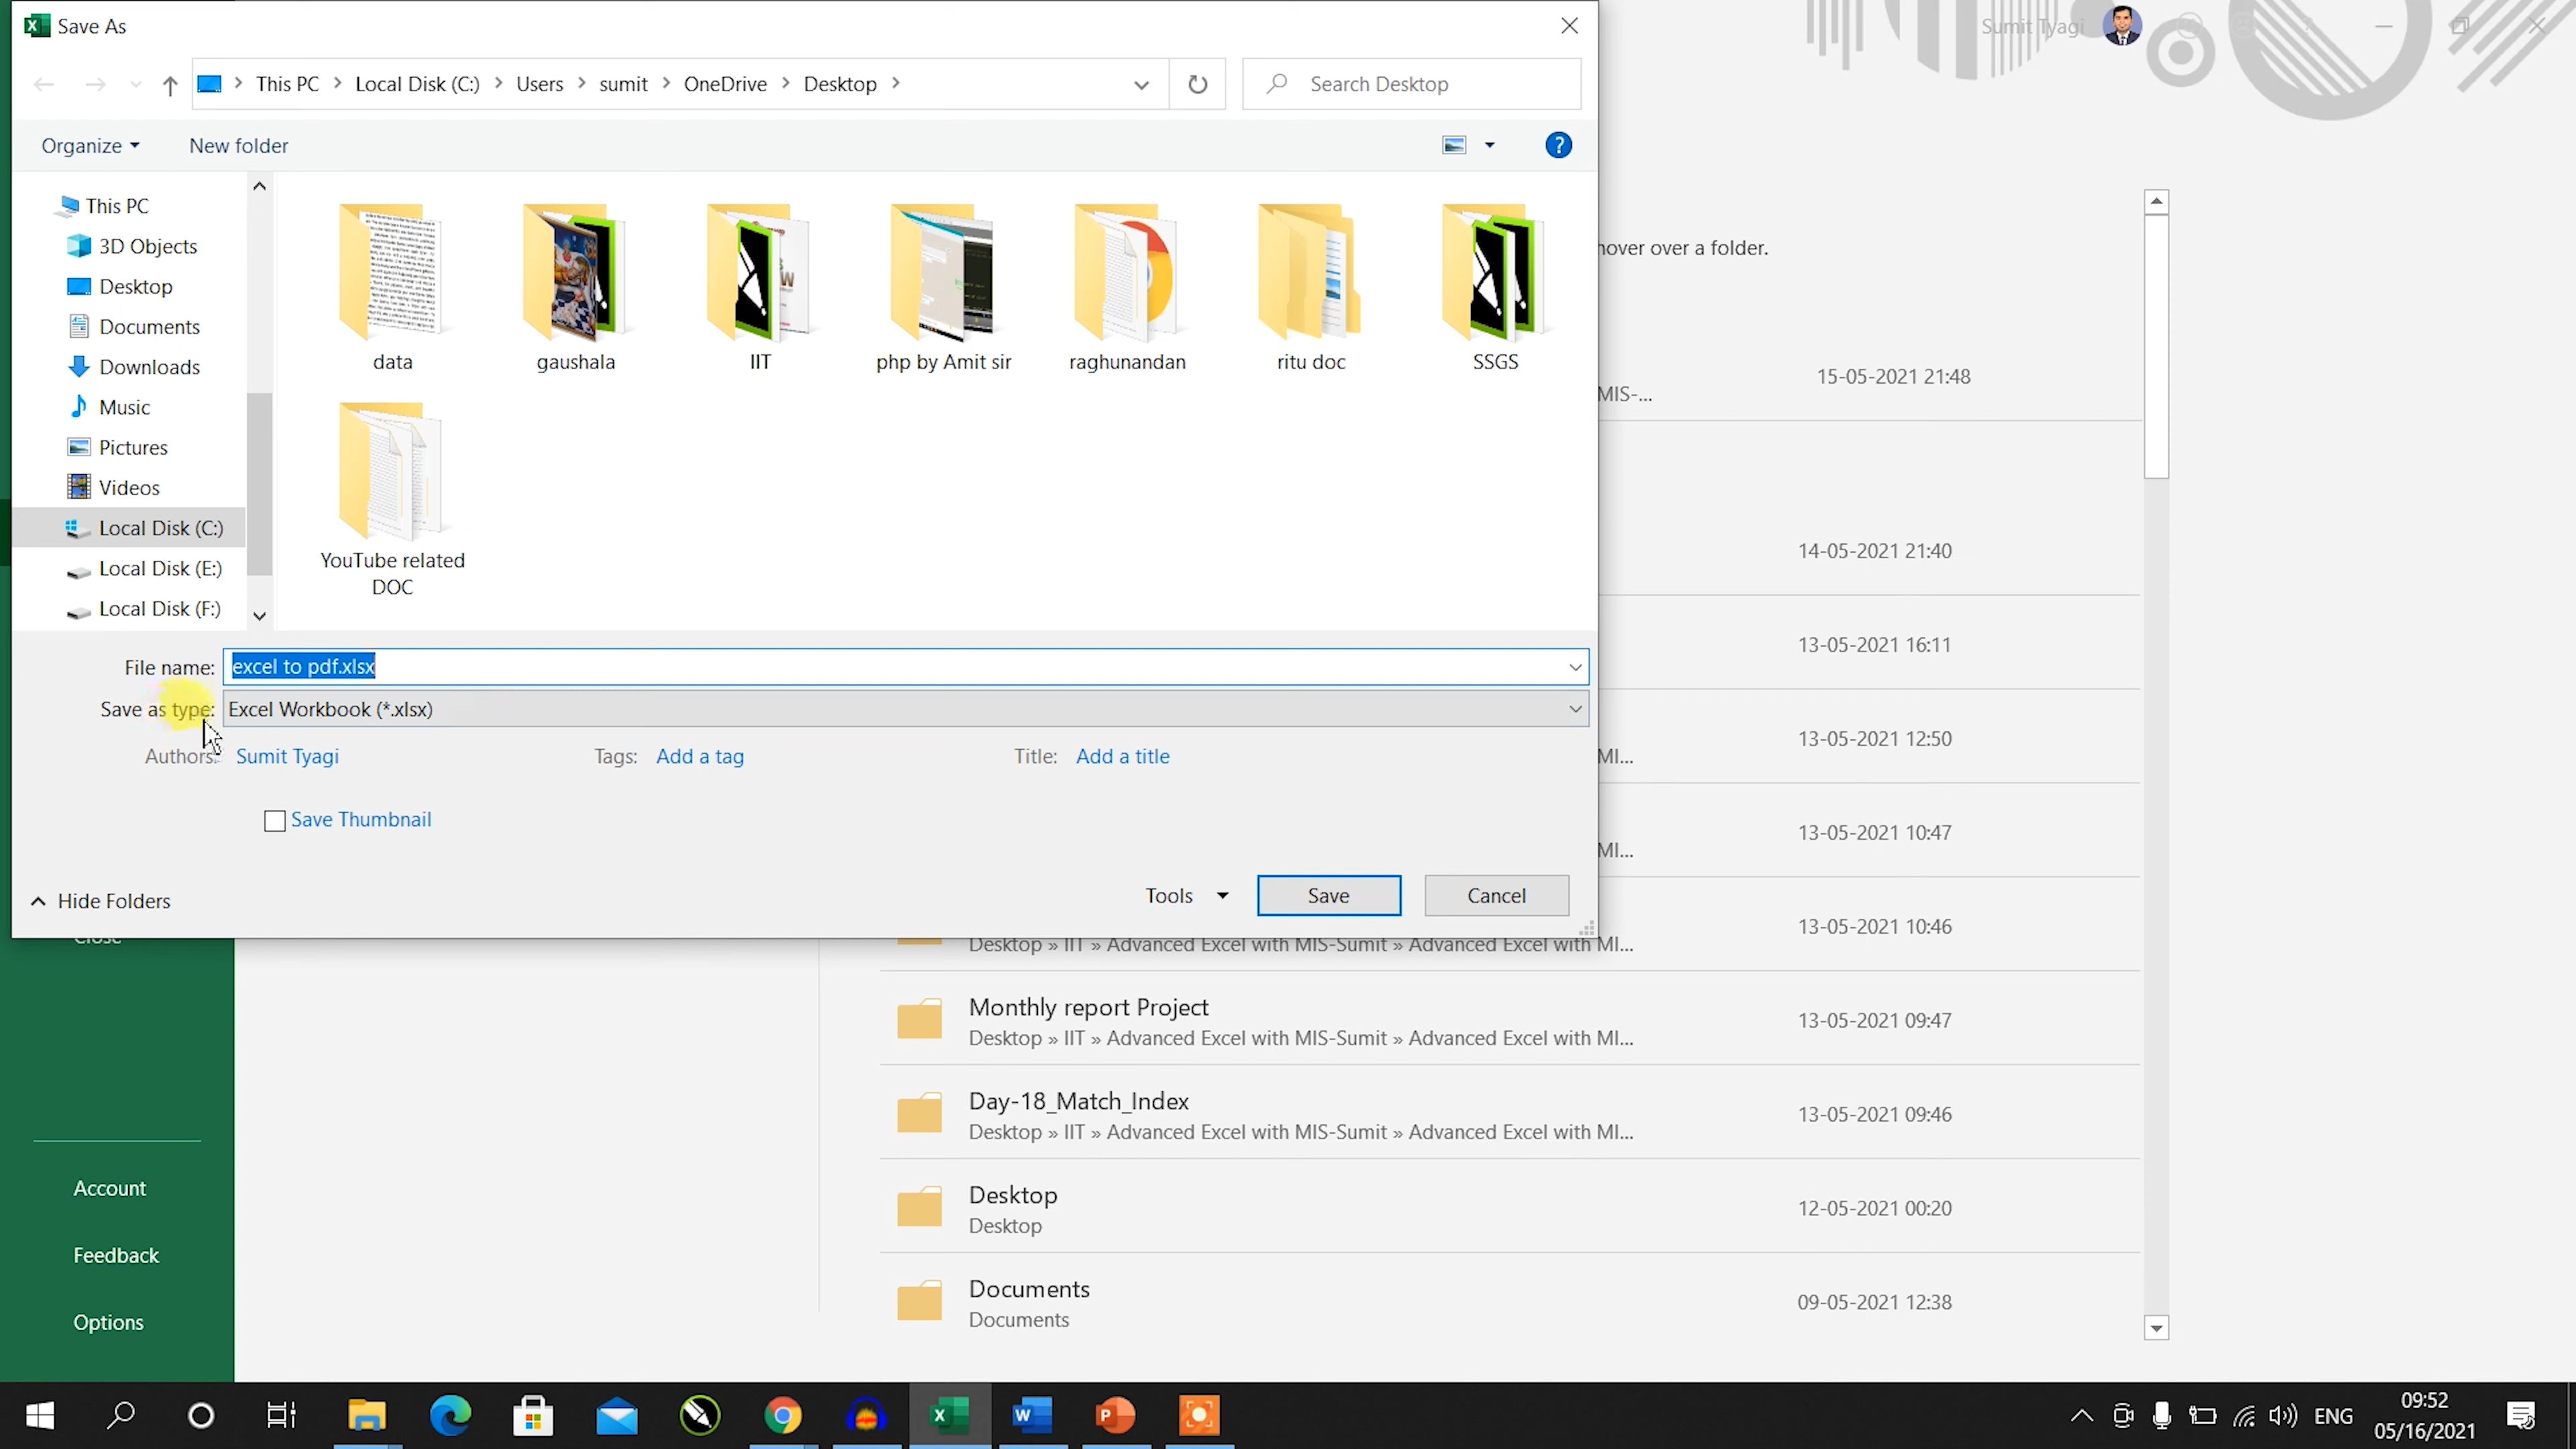 Save As
Sumit Tyagi
This PC > Local Disk (C:) > Users > sumit > OneDrive > Desktop >
Search Desktop
Organize
New folder
This PC
3D Objects
Desktop
Documents
Downloads
Music
Pictures
Videos
Local Disk (C:)
Local Disk (E:)
Local Disk (F:)
data
gaushala
IIT
php by Amit sir
raghunandan
ritu doc
SSGS
YouTube related
DOC
hover over a folder.
15-05-2021 21:48
MIS-...
14-05-2021 21:40
13-05-2021 16:11
13-05-2021 12:50
MI...
13-05-2021 10:47
MI...
13-05-2021 10:46
File name: excel to pdf.xlsx
Save as type: Excel Workbook (*.xlsx)
Authors: Sumit Tyagi
Tags: Add a tag
Title: Add a title
Save Thumbnail
Hide Folders
Tools
Save
Cancel
Close
Desktop » IIT » Advanced Excel with MIS-Sumit » Advanced Excel with MI...
Monthly report Project
Desktop » IIT » Advanced Excel with MIS-Sumit » Advanced Excel with MI...
13-05-2021 09:47
Day-18_Match_Index
Desktop » IIT » Advanced Excel with MIS-Sumit » Advanced Excel with MI...
13-05-2021 09:46
Desktop
Desktop
12-05-2021 00:20
Documents
Documents
09-05-2021 12:38
Account
Feedback
Options
ENG
09:52
05/16/2021